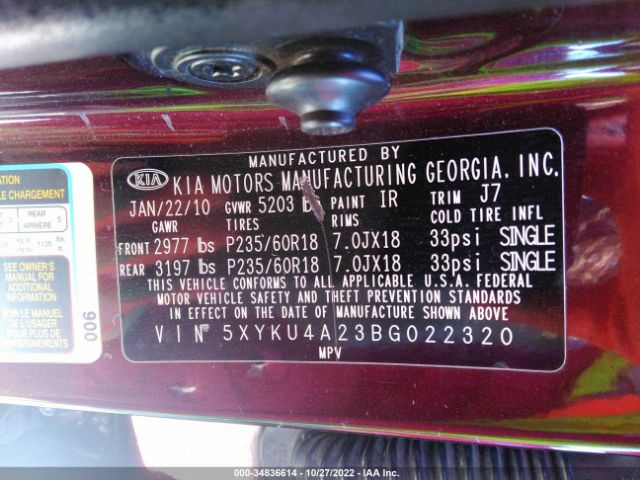 MANUFACTURED BY
KIA KIA MOTORS MANUFACTURING GEORGIA, INC.
JAN/22/10 GVWR 5203 PAINT IR TRIM J7
GAWR TIRES RIMS COLD TIRE INFL
FRONT 2977 lbs P235/60R18 7.0JX18 33psi SINGLE
REAR 3197 lbs P235/60R18 7.0JX18 33psi SINGLE
THIS VEHICLE CONFORMS TO ALL APPLICABLE U.S.A. FEDERAL
MOTOR VEHICLE SAFETY AND THEFT PREVENTION STANDARDS
IN EFFECT ON THE DATE OF MANUFACTURE SHOWN ABOVE
VIN 5XYKU4A23BG022320
MPV
CHARGEMENT
REAR 5
ARRIÈRE
1120 lbs.
SEE OWNER'S
MANUAL FOR
ADDITIONAL
INFORMATION
VOIR LE MANUEL
DE L'USAGER
POUR PLUS DE
RENSEIGNEMENTS
006
000-34836614 - 10/27/2022 - IAA Inc.